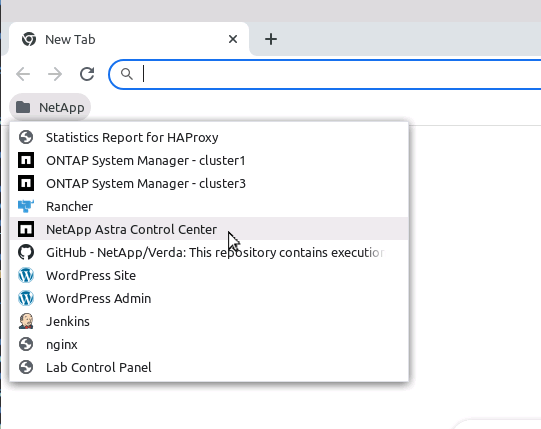 New Tab
NetApp
Statistics Report for HAProxy
ONTAP System Manager - cluster1
ONTAP System Manager - cluster3
Rancher
NetApp Astra Control Center
GitHub - NetApp/Verda: This repository contains execution
WordPress Site
WordPress Admin
Jenkins
nginx
Lab Control Panel